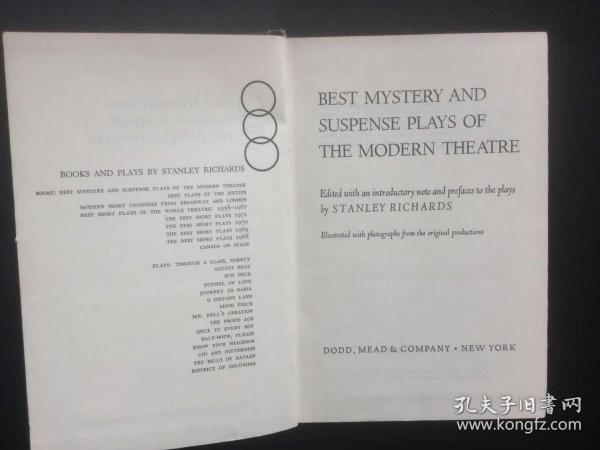 BOOKS AND PLAYS BY STANLEY RICHARDS
BOOKS: BEST MYSTERY AND SUSPENSE PLAYS OF THE MODERN THEATRE
BEST PLAYS OF THE SIXTIES
MODERN SHORT COMEDIES FROM BROADWAY AND LONDON
BEST SHORT PLAYS OF THE WORLD THEATRE: 1958-1967
THE BEST SHORT PLAYS 1971
THE BEST SHORT PLAYS 1970
THE BEST SHORT PLAYS 1969
THE BEST SHORT PLAYS 1968
CANADA ON STAGE
PLAYS: THROUGH A GLASS, DARKLY
AUGUST HEAT
SUN DECK
TUNNEL OF LOVE
JOURNEY TO BAHIA
O DISTANT LAND
MOOD PIECE
MR. BELL'S CREATION
THE PROUD AGE
ONCE TO EVERY BOY
HALF-HOUR, PLEASE
KNOW YOUR NEIGHBOR
GIN AND BITTERNESS
THE HILLS OF BATAAN
DISTRICT OF COLUMBIA
BEST MYSTERY AND
SUSPENSE PLAYS OF
THE MODERN THEATRE
Edited with an introductory note and prefaces to the plays
by STANLEY RICHARDS
Illustrated with photographs from the original productions
DODD, MEAD & COMPANY • NEW YORK
孔夫子旧书网
www.kongfz.com